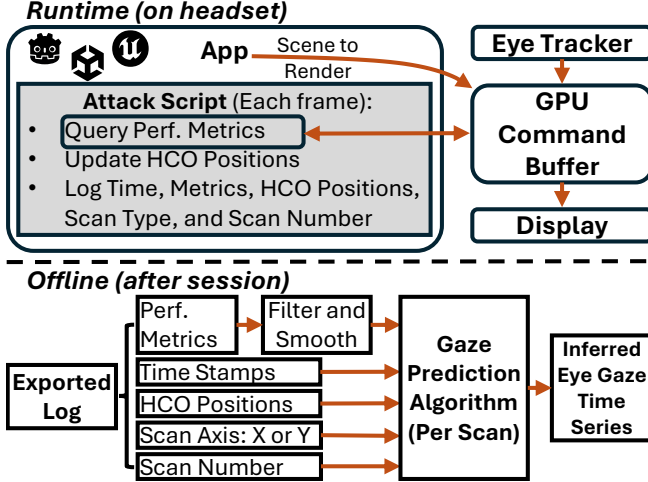 Runtime (on headset)
App
Scene to
Render
Attack Script (Each frame):
• Query Perf. Metrics
• Update HCO Positions
• Log Time, Metrics, HCO Positions,
Scan Type, and Scan Number
Eye Tracker
GPU
Command
Buffer
Display
Offline (after session)
Exported
Log
Perf.
Metrics
Filter and
Smooth
Time Stamps
HCO Positions
Scan Axis: X or Y
Scan Number
Gaze
Prediction
Algorithm
(Per Scan)
Inferred
Eye Gaze
Time
Series